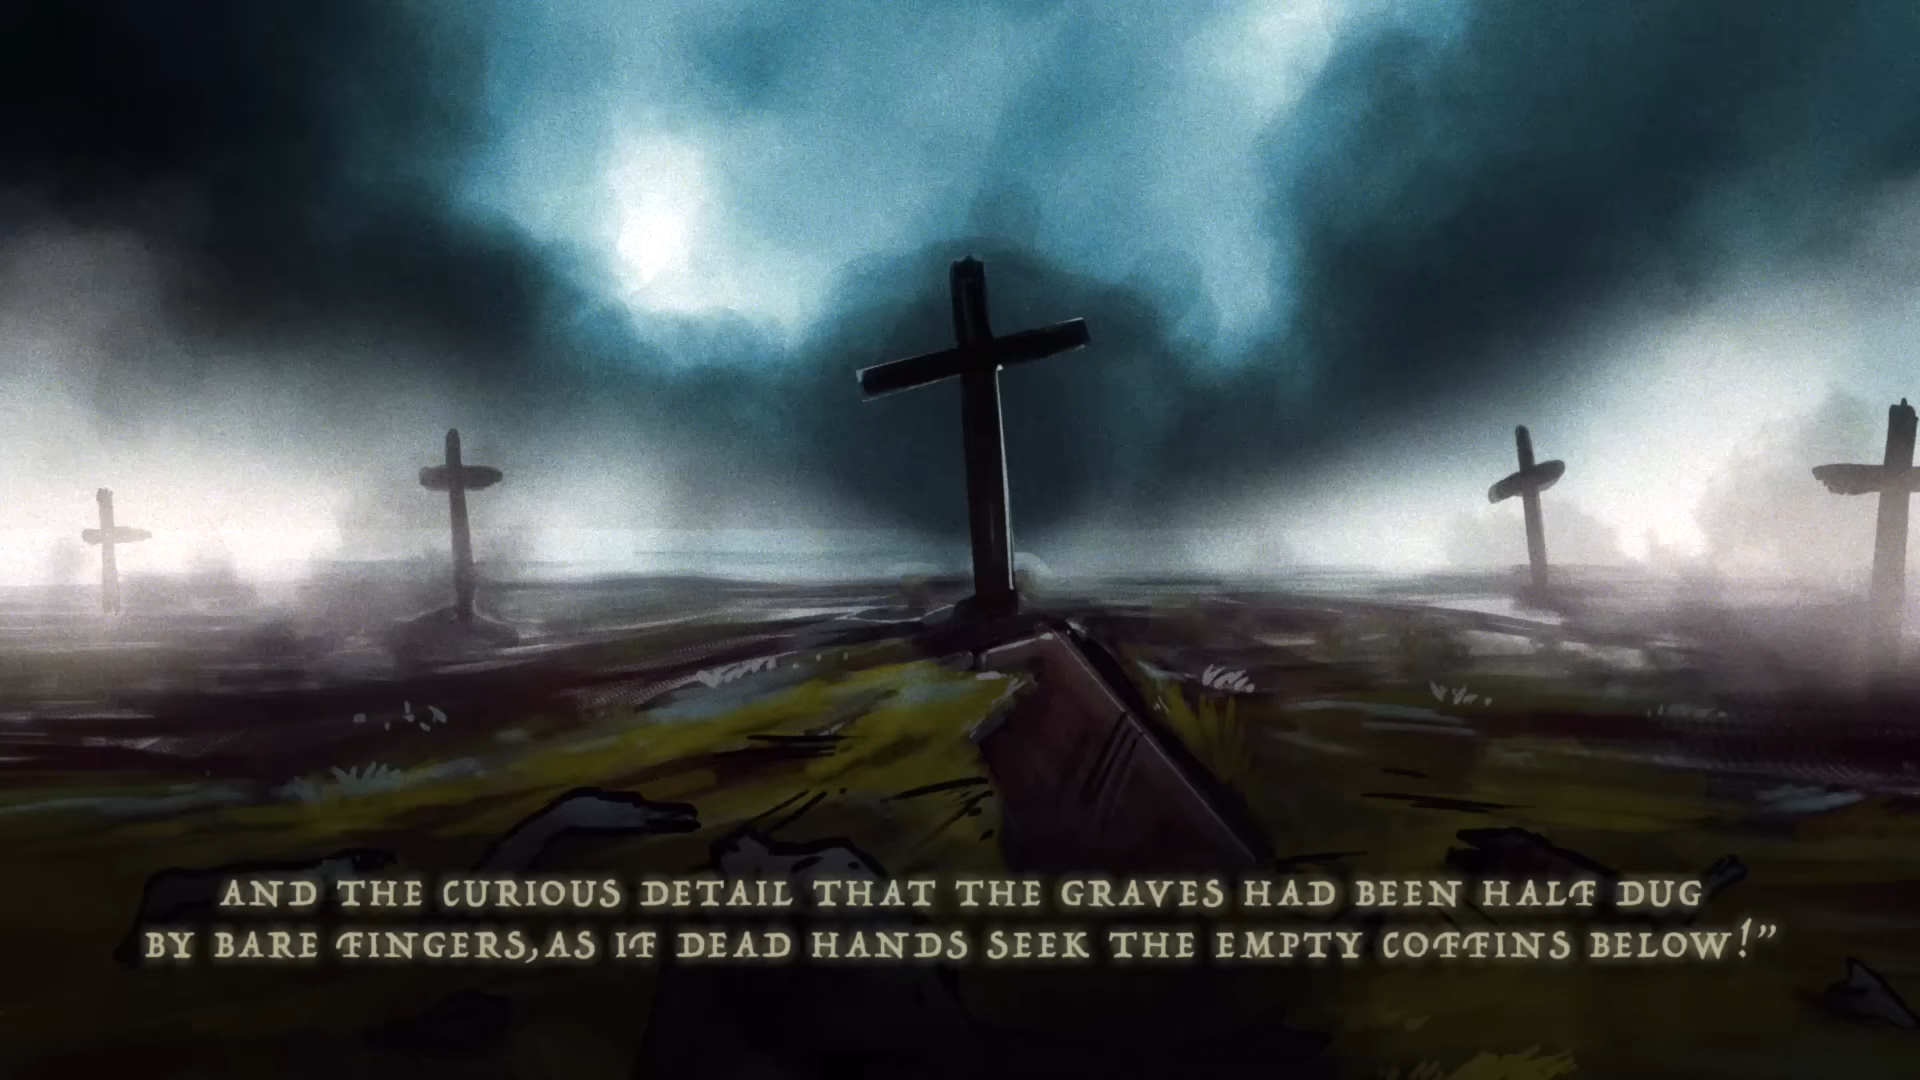 AND THE CURIOUS DETAIL THAT THE GRAVES HAD BEEN HALF DUG
BY BARE FINGERS, AS IF DEAD HANDS SEEK THE EMPTY COFFINS BELOW!”